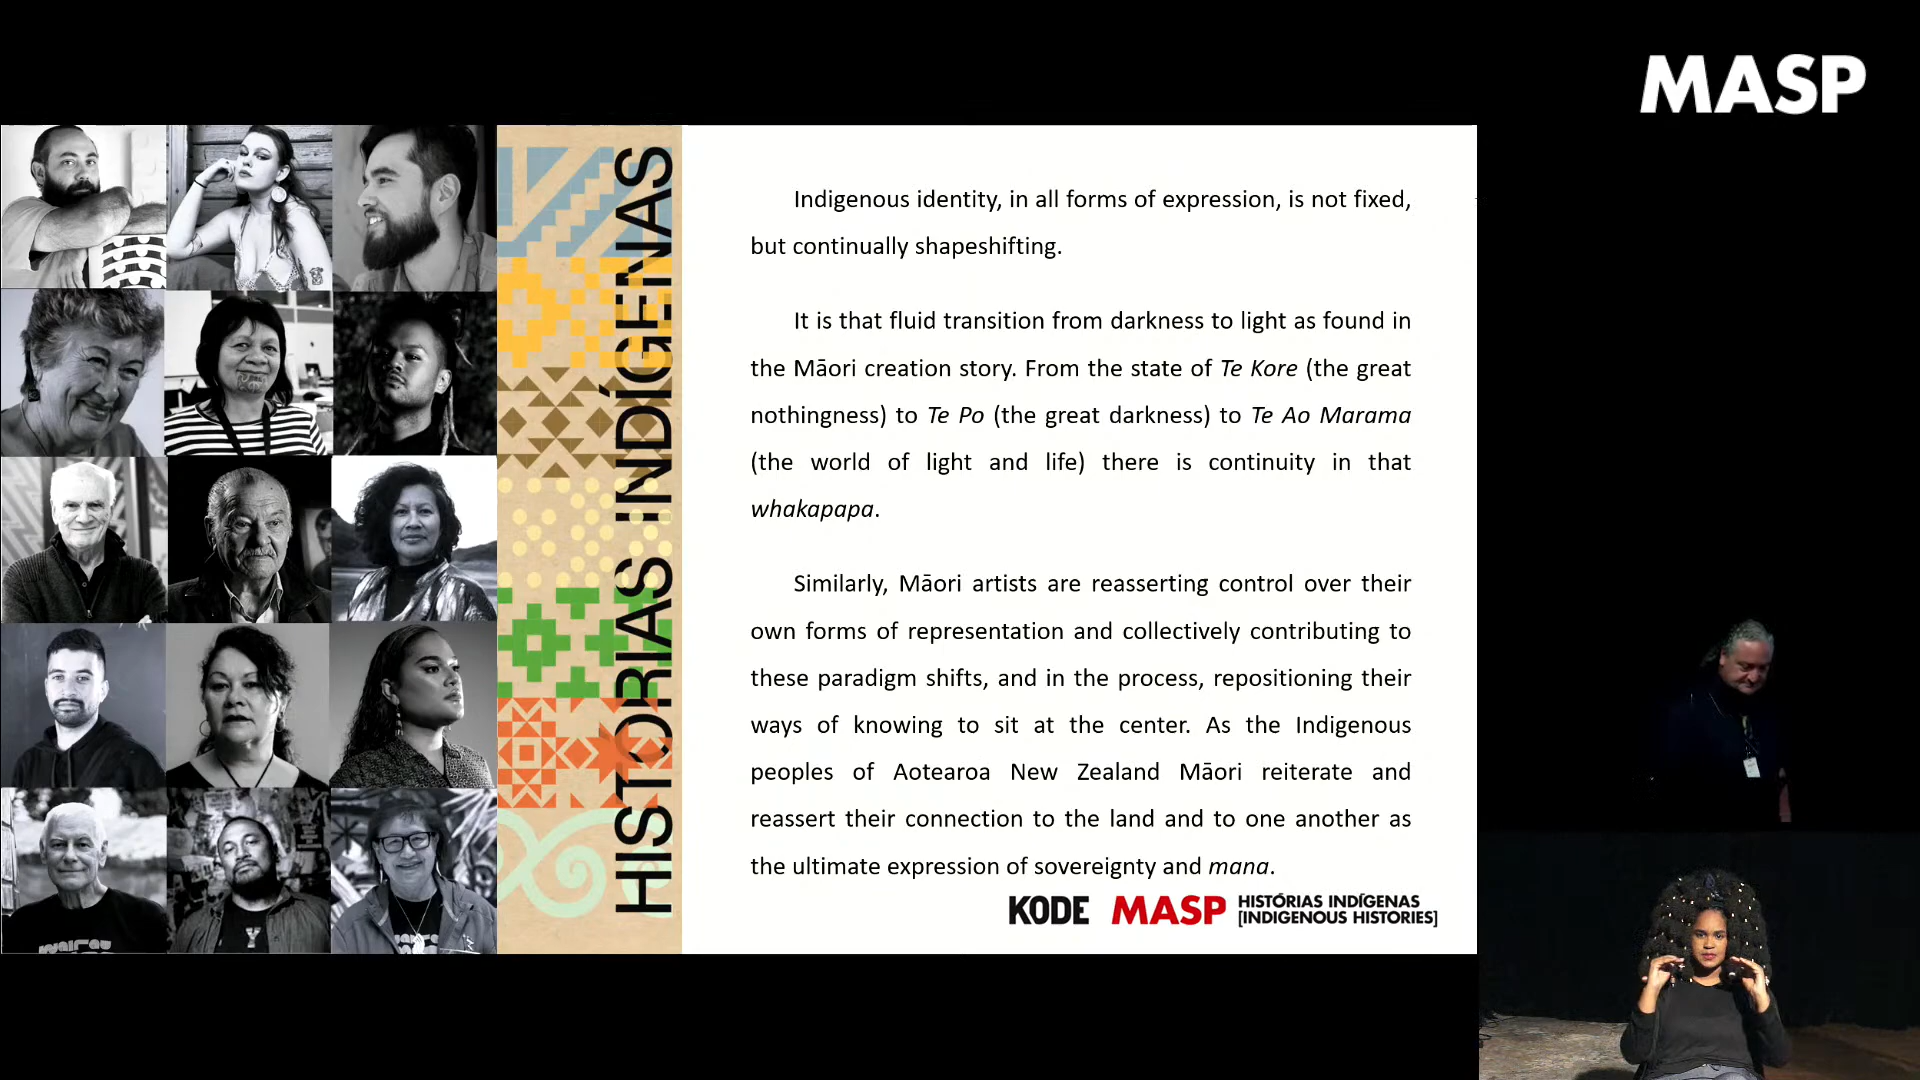 MASP
HISTÓRIAS INDÍGENAS
Indigenous identity, in all forms of expression, is not fixed,
but continually shapeshifting.
It is that fluid transition from darkness to light as found in
the Māori creation story. From the state of Te Kore (the great
nothingness) to Te Po (the great darkness) to Te Ao Marama
(the world of light and life) there is continuity in that
whakapapa.
Similarly, Māori artists are reasserting control over their
own forms of representation and collectively contributing to
these paradigm shifts, and in the process, repositioning their
ways of knowing to sit at the center. As the Indigenous
peoples of Aotearoa New Zealand Māori reiterate and
reassert their connection to the land and to one another as
the ultimate expression of sovereignty and mana.
KODE MASP HISTÓRIAS INDÍGENAS
[INDIGENOUS HISTORIES]